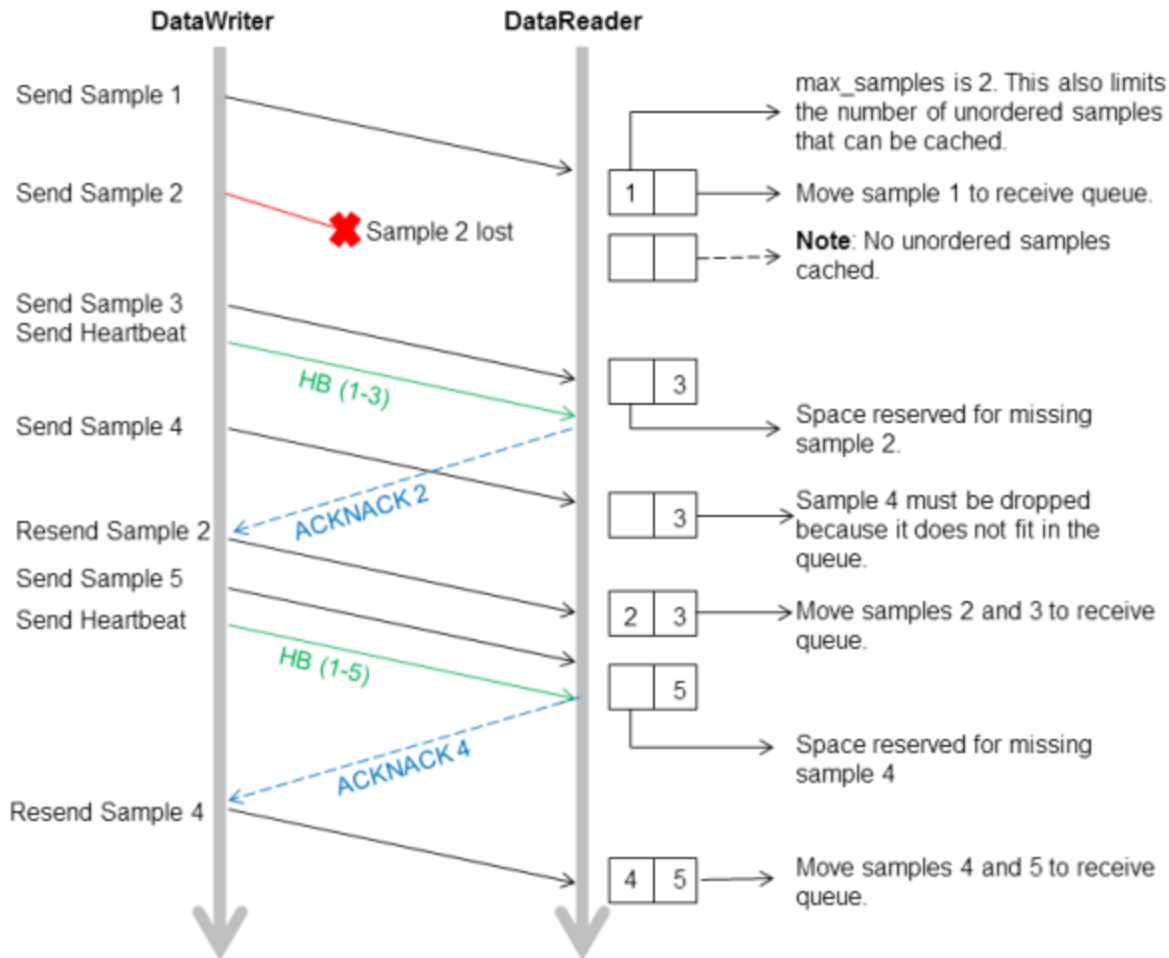 DataWriter
DataReader
Send Sample 1
max_samples is 2. This also limits
the number of unordered samples
that can be cached.
1
Move sample 1 to receive queue.
Send Sample 2
Sample 2 lost
Note: No unordered samples
cached.
Send Sample 3
Send Heartbeat
HB (1-3)
3
Space reserved for missing
sample 2.
Send Sample 4
ACKNACK 2
3
Sample 4 must be dropped
because it does not fit in the
queue.
Resend Sample 2
Send Sample 5
2 3
Move samples 2 and 3 to receive
queue.
Send Heartbeat
HB (1-5)
5
Space reserved for missing
sample 4
ACKNACK 4
Resend Sample 4
4 5
Move samples 4 and 5 to receive
queue.